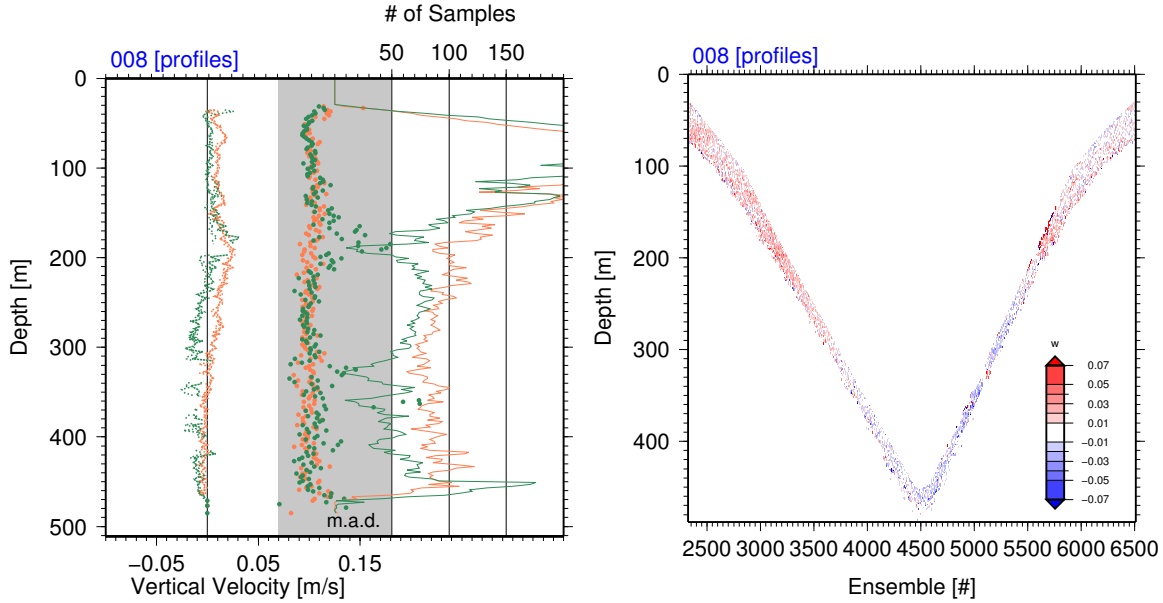 # of Samples
008 [profiles]
50 100 150
0
100
200
300
400
500
Depth [m]
m.a.d.
−0.05 0.05 0.15
Vertical Velocity [m/s]
008 [profiles]
0
100
200
300
400
Depth [m]
w
0.07
0.05
0.03
0.01
−0.01
−0.03
−0.05
−0.07
2500 3000 3500 4000 4500 5000 5500 6000 6500
Ensemble [#]